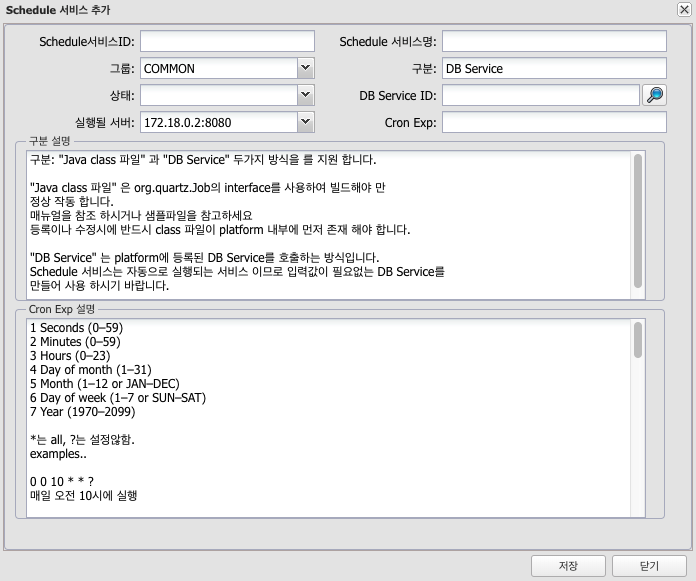 Schedule 서비스 추가
Schedule서비스ID: Schedule 서비스명:
그룹: COMMON 구분: DB Service
상태: DB Service ID:
실행될 서버: 172.18.0.2:8080 Cron Exp:
구분 설명
구분: "Java class 파일" 과 "DB Service" 두가지 방식을 를 지원 합니다.
"Java class 파일" 은 org.quartz.Job의 interface를 사용하여 빌드해야 만
정상 작동 합니다.
매뉴얼을 참조 하시거나 샘플파일을 참고하세요
등록이나 수정시에 반드시 class 파일이 platform 내부에 먼저 존재 해야 합니다.
"DB Service" 는 platform에 등록된 DB Service를 호출하는 방식입니다.
Schedule 서비스는 자동으로 실행되는 서비스 이므로 입력값이 필요없는 DB Service를
만들어 사용 하시기 바랍니다.
Cron Exp 설명
1 Seconds (0–59)
2 Minutes (0–59)
3 Hours (0–23)
4 Day of month (1–31)
5 Month (1–12 or JAN–DEC)
6 Day of week (1–7 or SUN–SAT)
7 Year (1970–2099)
*는 all, ?는 설정않함.
examples..
0 0 10 * * ?
매일 오전 10시에 실행
저장 닫기